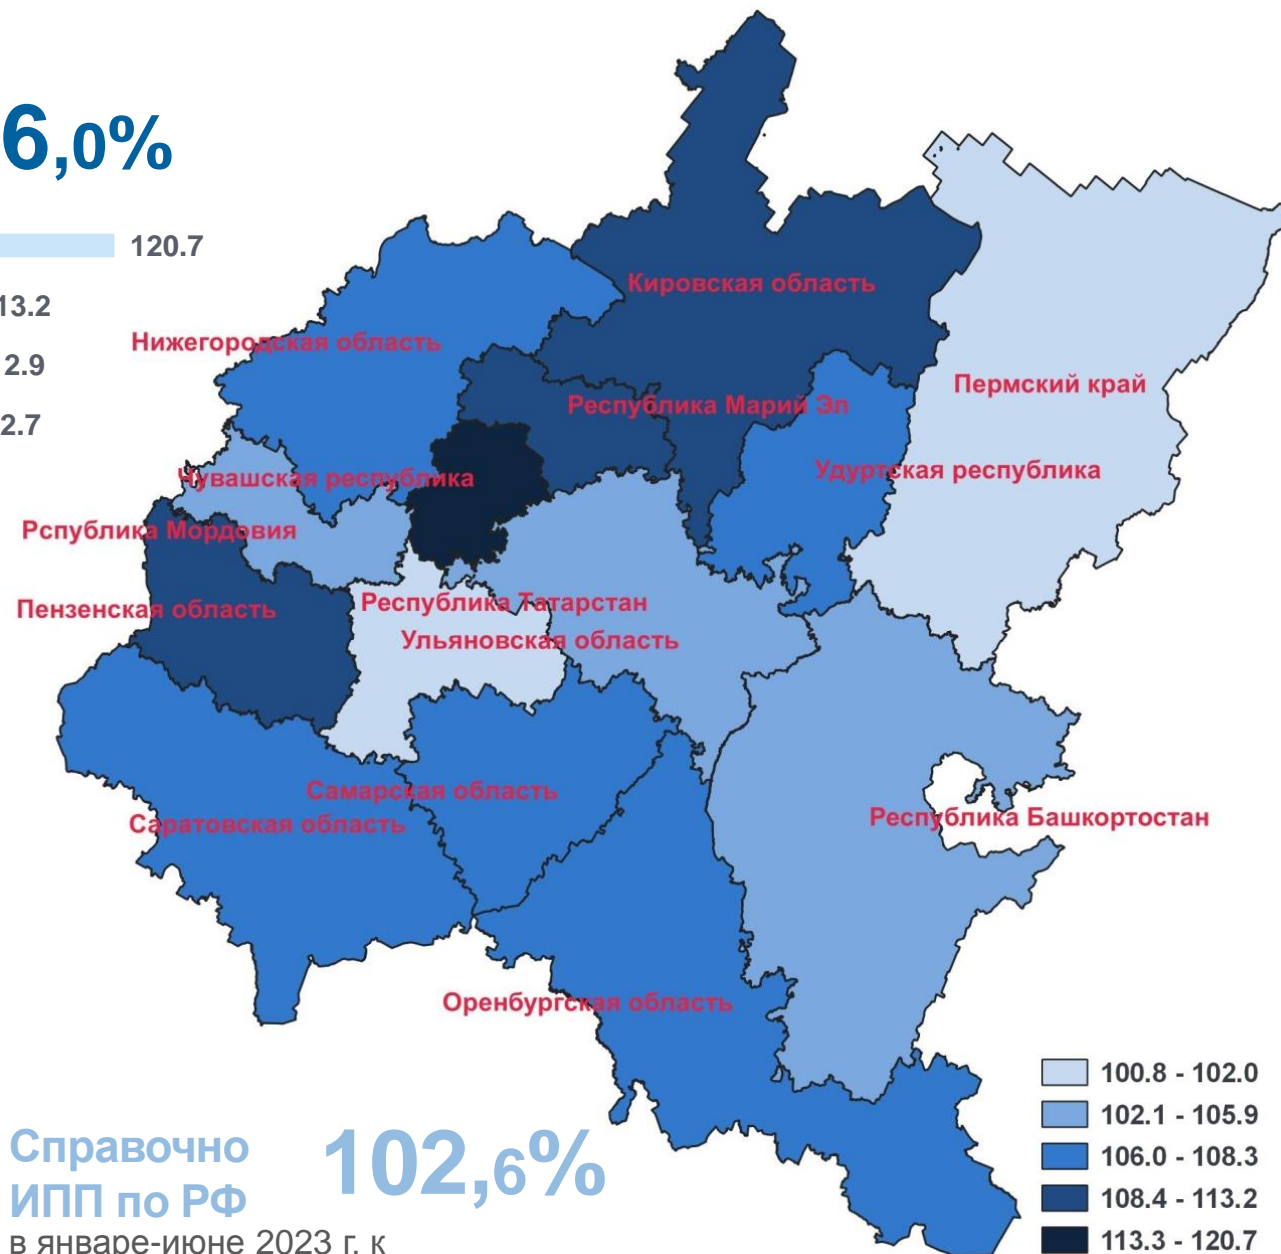 6,0%
120.7
13.2
2.9
2.7
Кировская область
Нижегородская область
Пермский край
Республика Марий Эл
Удуртская республика
Чувашская республика
Рспублика Мордовия
Пензенская область
Республика Татарстан
Ульяновская область
Самарская область
Саратовская область
Республика Башкортостан
Оренбургская область
100.8 - 102.0
102.1 - 105.9
106.0 - 108.3
108.4 - 113.2
113.3 - 120.7
Справочно 102,6%
ИПП по РФ
в январе-июне 2023 г. к